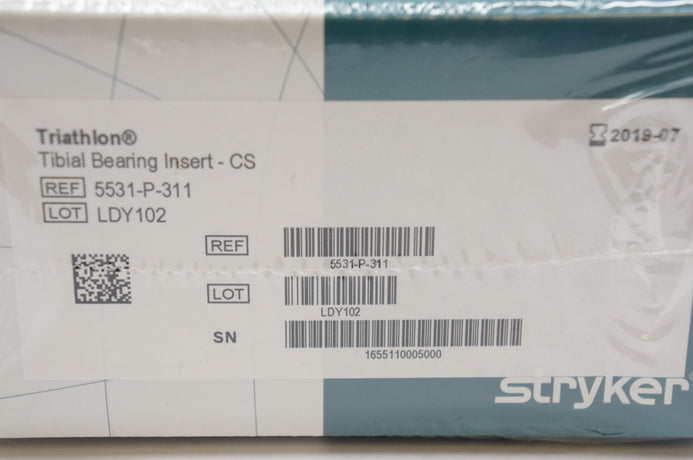 Triathlon®
Tibial Bearing Insert - CS
REF 5531-P-311
LOT LDY102
2019-07
REF
5531-P-311
LOT
LDY102
SN
1655110005000
stryker®